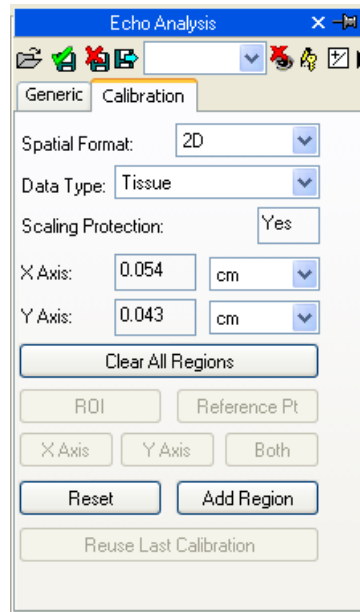 Echo Analysis
Generic Calibration
Spatial Format: 2D
Data Type: Tissue
Scaling Protection: Yes
X Axis: 0.054 cm
Y Axis: 0.043 cm
Clear All Regions
ROI Reference Pt
X Axis Y Axis Both
Reset Add Region
Reuse Last Calibration